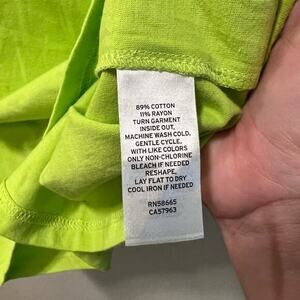 89% COTTON
11% RAYON
TURN GARMENT
INSIDE OUT,
MACHINE WASH COLD,
GENTLE CYCLE,
WITH LIKE COLORS
ONLY NON-CHLORINE
BLEACH IF NEEDED
RESHAPE,
LAY FLAT TO DRY
COOL IRON IF NEEDED
RN58665
CA57963